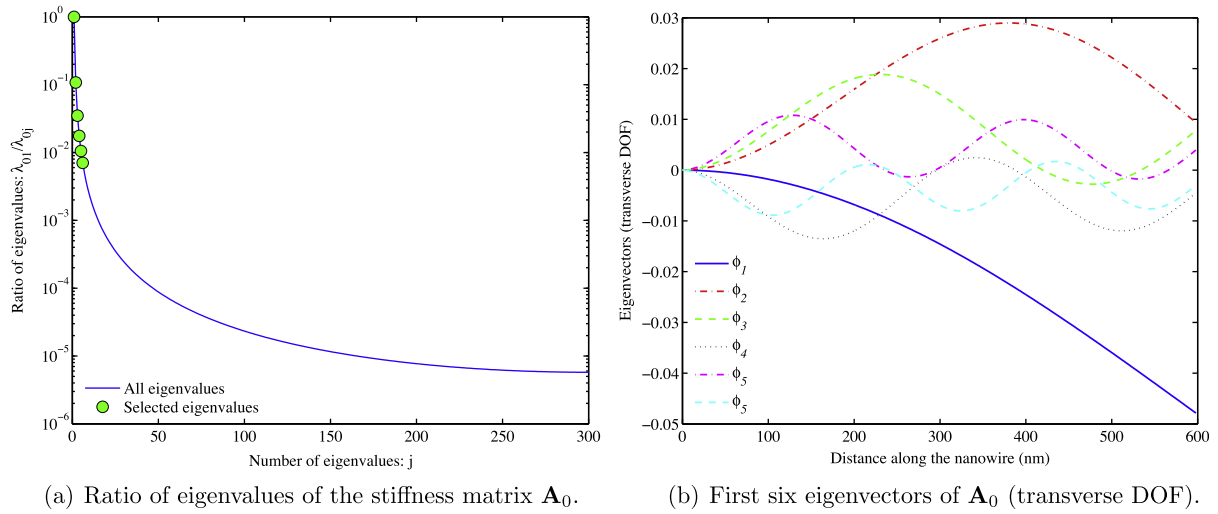 10⁰
10⁻¹
10⁻²
10⁻³
10⁻⁴
10⁻⁵
10⁻⁶
0 50 100 150 200 250 300
Ratio of eigenvalues: λ₀₁/λ₀ⱼ
Number of eigenvalues: j
All eigenvalues
Selected eigenvalues
(a) Ratio of eigenvalues of the stiffness matrix A₀.
0.03
0.02
0.01
0
−0.01
−0.02
−0.03
−0.04
−0.05
0 100 200 300 400 500 600
Eigenvectors (transverse DOF)
Distance along the nanowire (nm)
ϕ₁
ϕ₂
ϕ₃
ϕ₄
ϕ₅
ϕ₅
(b) First six eigenvectors of A₀ (transverse DOF).